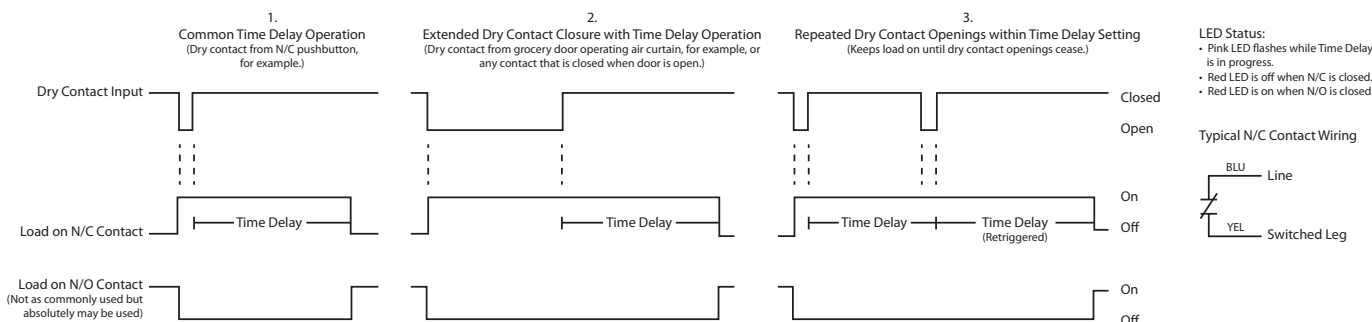 1.
Common Time Delay Operation
(Dry contact from N/C pushbutton,
for example.)
2.
Extended Dry Contact Closure with Time Delay Operation
(Dry contact from grocery door operating air curtain, for example, or
any contact that is closed when door is open.)
3.
Repeated Dry Contact Openings within Time Delay Setting
(Keeps load on until dry contact openings cease.)
LED Status:
• Pink LED flashes while Time Delay
is in progress.
• Red LED is off when N/C is closed.
• Red LED is on when N/O is closed.
Dry Contact Input
Closed
Open
Typical N/C Contact Wiring
BLU
Line
YEL
Switched Leg
Load on N/C Contact
Time Delay
Time Delay
Time Delay
Time Delay
(Retriggered)
On
Off
Load on N/O Contact
(Not as commonly used but
absolutely may be used)
On
Off